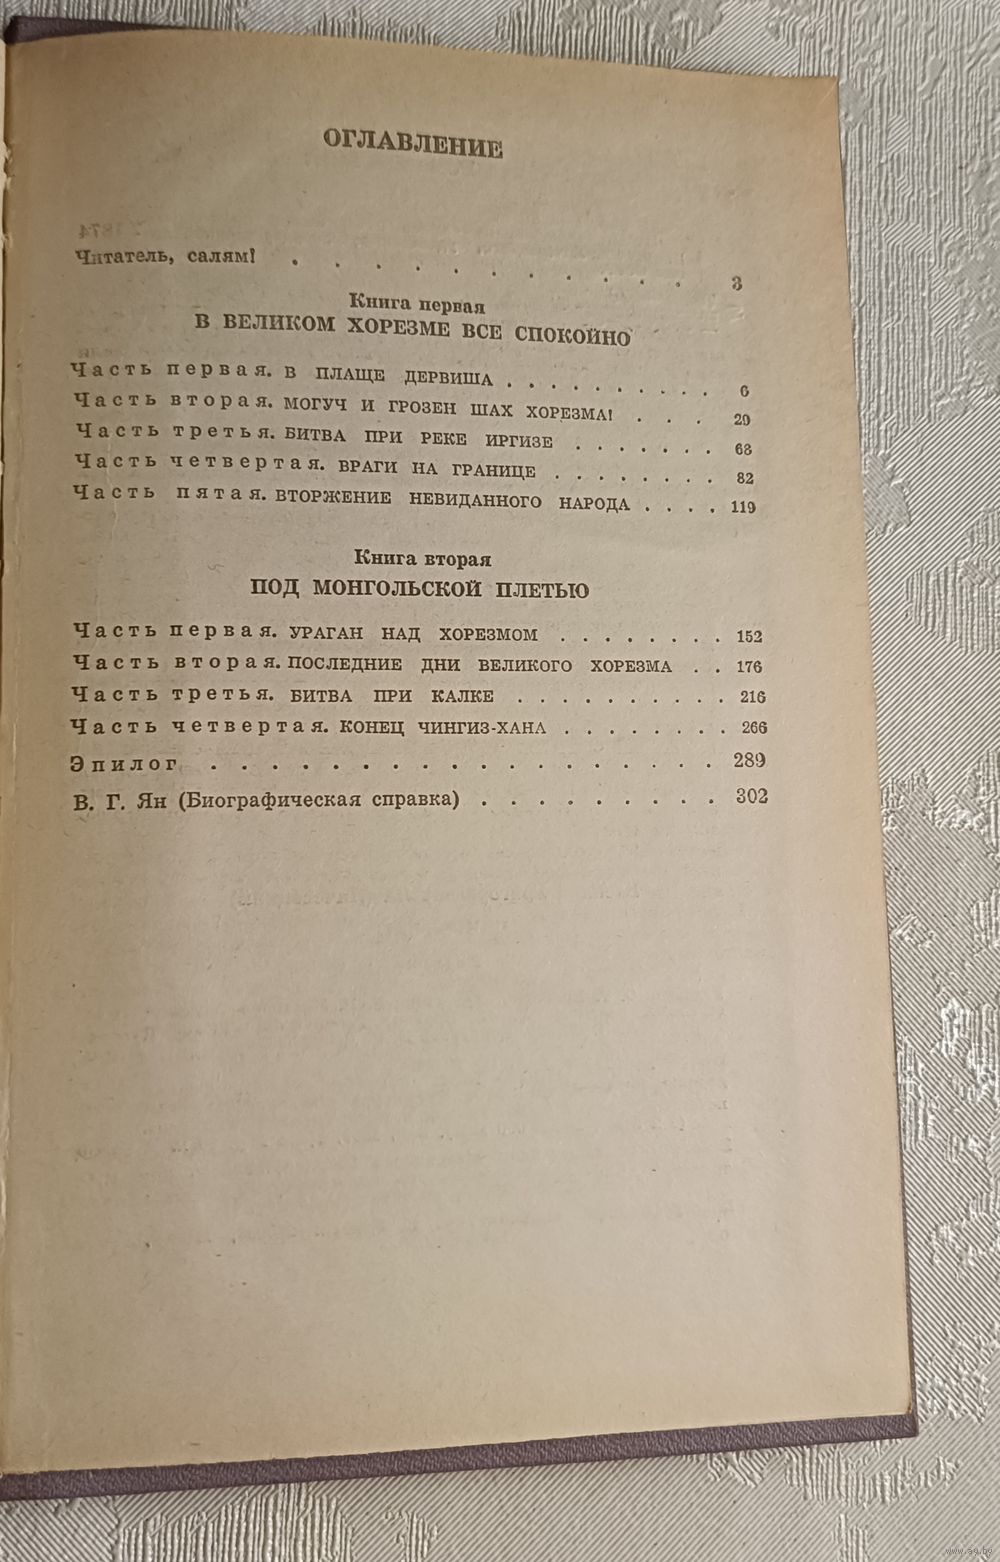 ОГЛАВЛЕНИЕ
Читатель, салям! . . . . . . . . . . 3
Книга первая
В ВЕЛИКОМ ХОРЕЗМЕ ВСЕ СПОКОЙНО
Часть первая. В ПЛАЩЕ ДЕРВИША . . . . . . . . . . 6
Часть вторая. МОГУЧ И ГРОЗЕН ШАХ ХОРЕЗМА! . . . 29
Часть третья. БИТВА ПРИ РЕКЕ ИРГИЗЕ . . . . . . . 63
Часть четвертая. ВРАГИ НА ГРАНИЦЕ . . . . . . . . 82
Часть пятая. ВТОРЖЕНИЕ НЕВИДАННОГО НАРОДА . . . . 119
Книга вторая
ПОД МОНГОЛЬСКОЙ ПЛЕТЬЮ
Часть первая. УРАГАН НАД ХОРЕЗМОМ . . . . . . . . 152
Часть вторая. ПОСЛЕДНИЕ ДНИ ВЕЛИКОГО ХОРЕЗМА . . 176
Часть третья. БИТВА ПРИ КАЛКЕ . . . . . . . . . . 216
Часть четвертая. КОНЕЦ ЧИНГИЗ-ХАНА . . . . . . . . 266
Эпилог . . . . . . . . . . . . . . . . . . 289
В. Г. Ян (Биографическая справка) . . . . . . . . . 302
www.ay.by